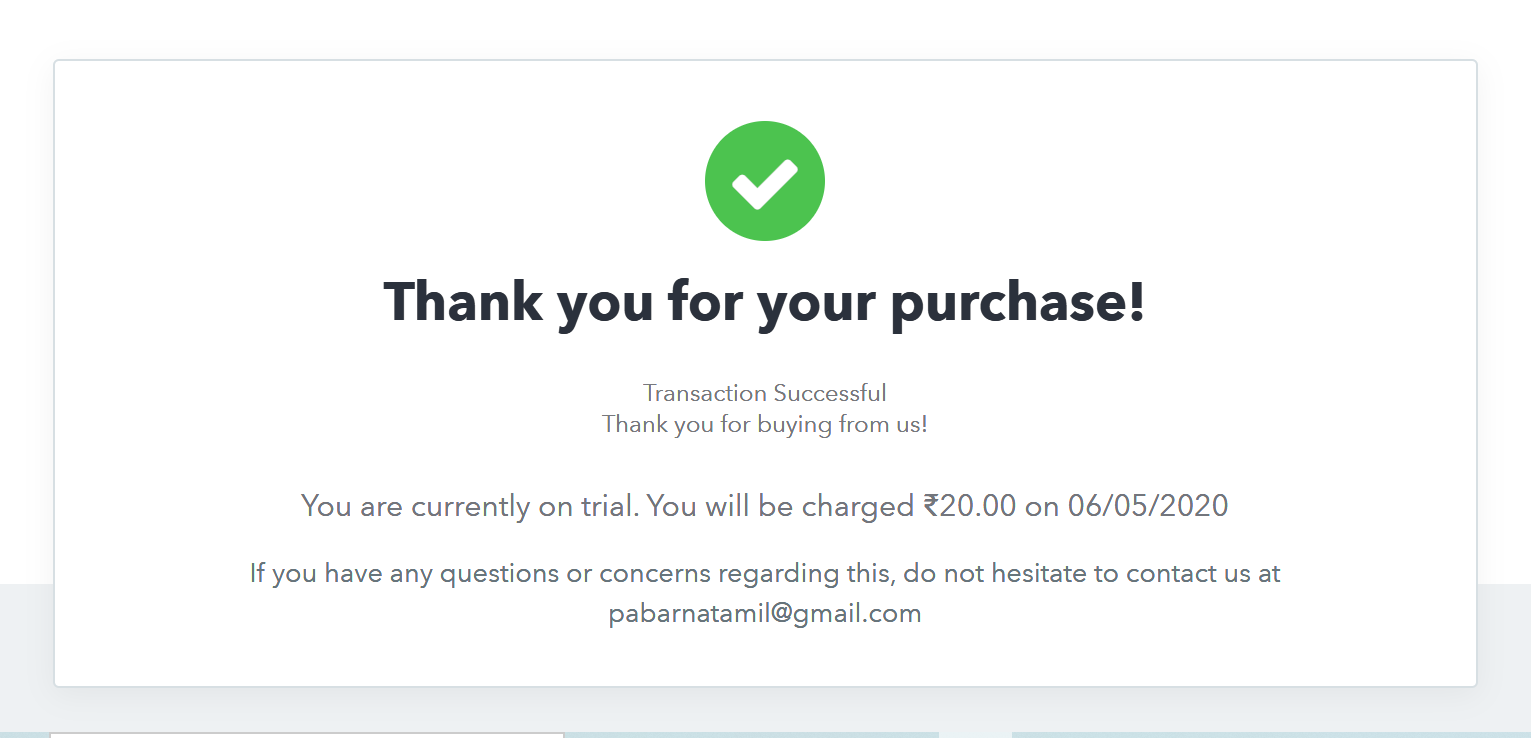 Thank you for your purchase!
Transaction Successful
Thank you for buying from us!
You are currently on trial. You will be charged ₹20.00 on 06/05/2020
If you have any questions or concerns regarding this, do not hesitate to contact us at
pabarnatamil@gmail.com